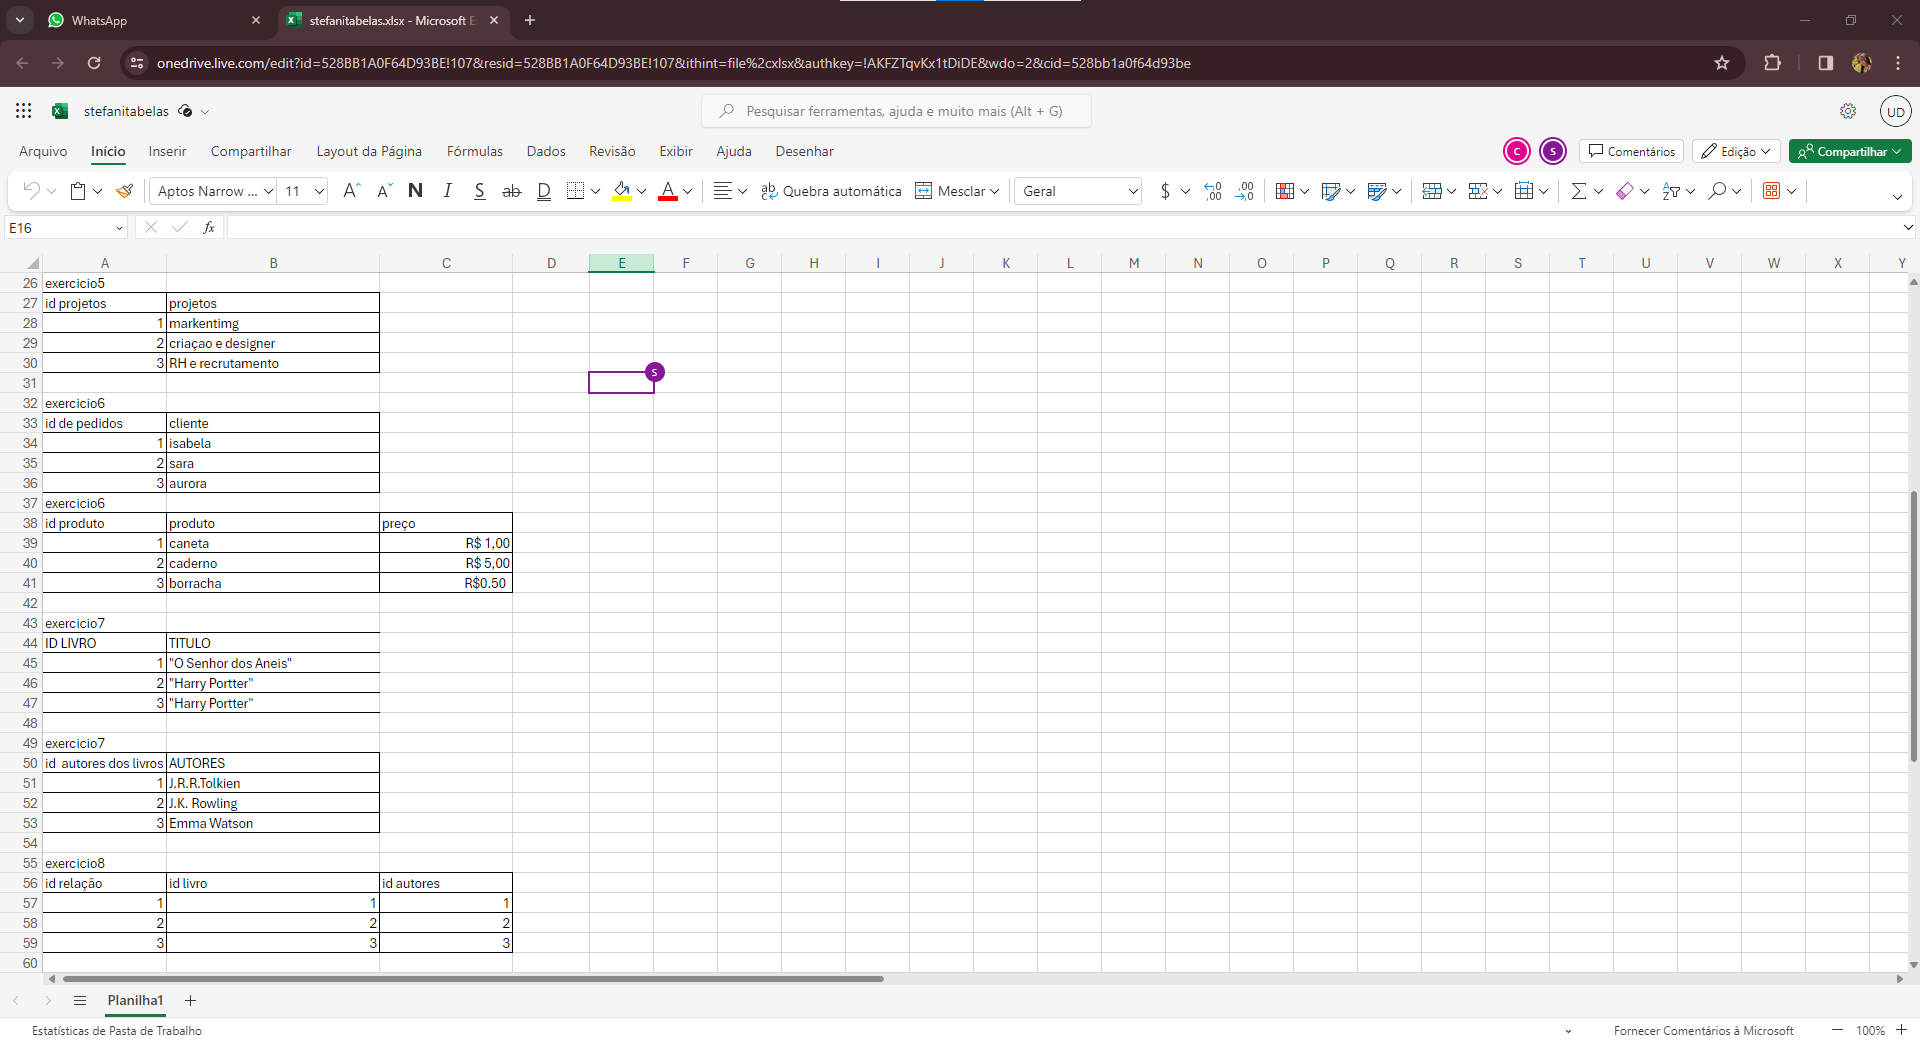 WhatsApp
stefanitabelas.xlsx - Microsoft E
onedrive.live.com/edit?id=528BB1A0F64D93BE!107&resid=528BB1A0F64D93BE!107&ithint=file%2cxlsx&authkey=!AKFZTqvKx1tDiDE&wdo=2&cid=528bb1a0f64d93be
stefanitabelas
Pesquisar ferramentas, ajuda e muito mais (Alt + G)
UD
Arquivo Início Inserir Compartilhar Layout da Página Fórmulas Dados Revisão Exibir Ajuda Desenhar
C S Comentários Edição Compartilhar
Aptos Narrow ... 11 A A N I S ab D A ab Quebra automática Mesclar Geral $ ←0 ,00 ,00 →0
E16 fx
A B C D E F G H I J K L M N O P Q R S T U V W X Y
26 exercicio5
27 id projetos projetos
28 1 markentimg
29 2 criaçao e designer
30 3 RH e recrutamento
S
31
32 exercicio6
33 id de pedidos cliente
34 1 isabela
35 2 sara
36 3 aurora
37 exercicio6
38 id produto produto preço
39 1 caneta R$ 1,00
40 2 caderno R$ 5,00
41 3 borracha R$0.50
42
43 exercicio7
44 ID LIVRO TITULO
45 1 "O Senhor dos Aneis"
46 2 "Harry Portter"
47 3 "Harry Portter"
48
49 exercicio7
50 id autores dos livros AUTORES
51 1 J.R.R.Tolkien
52 2 J.K. Rowling
53 3 Emma Watson
54
55 exercicio8
56 id relação id livro id autores
57 1 1 1
58 2 2 2
59 3 3 3
60
Planilha1
Estatísticas de Pasta de Trabalho
Fornecer Comentários à Microsoft
100%